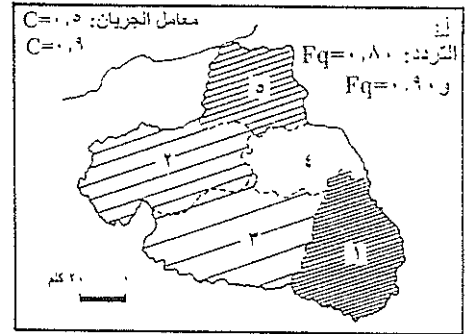 أ:
التردد: Fq=٠,٨٠
و Fq=٠,٩٠
معامل الجريان: C=٠,٥
C=٠,٩
٥
٢
٤
٣
١
٠ ٢٠ كلم